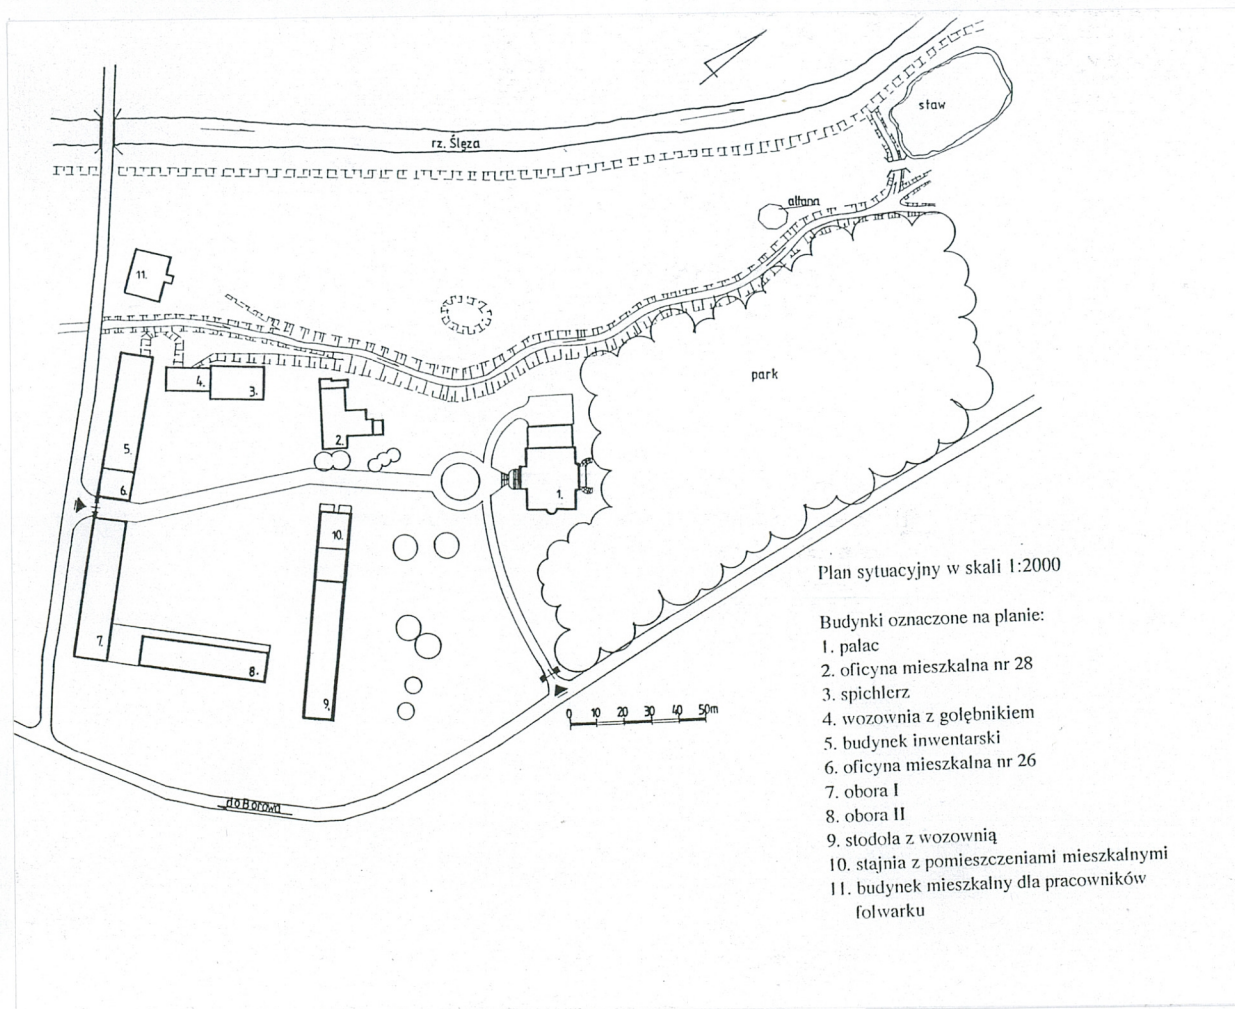 staw
rz. Ślęza
altana
11.
park
4.
3.
2.
5.
6.
1.
10.
7.
8.
9.
0 10 20 30 40 50m
do Borowa
Plan sytuacyjny w skali 1:2000
Budynki oznaczone na planie:
1. pałac
2. oficyna mieszkalna nr 28
3. spichlerz
4. wozownia z gołębnikiem
5. budynek inwentarski
6. oficyna mieszkalna nr 26
7. obora I
8. obora II
9. stodoła z wozownią
10. stajnia z pomieszczeniami mieszkalnymi
11. budynek mieszkalny dla pracowników
folwarku